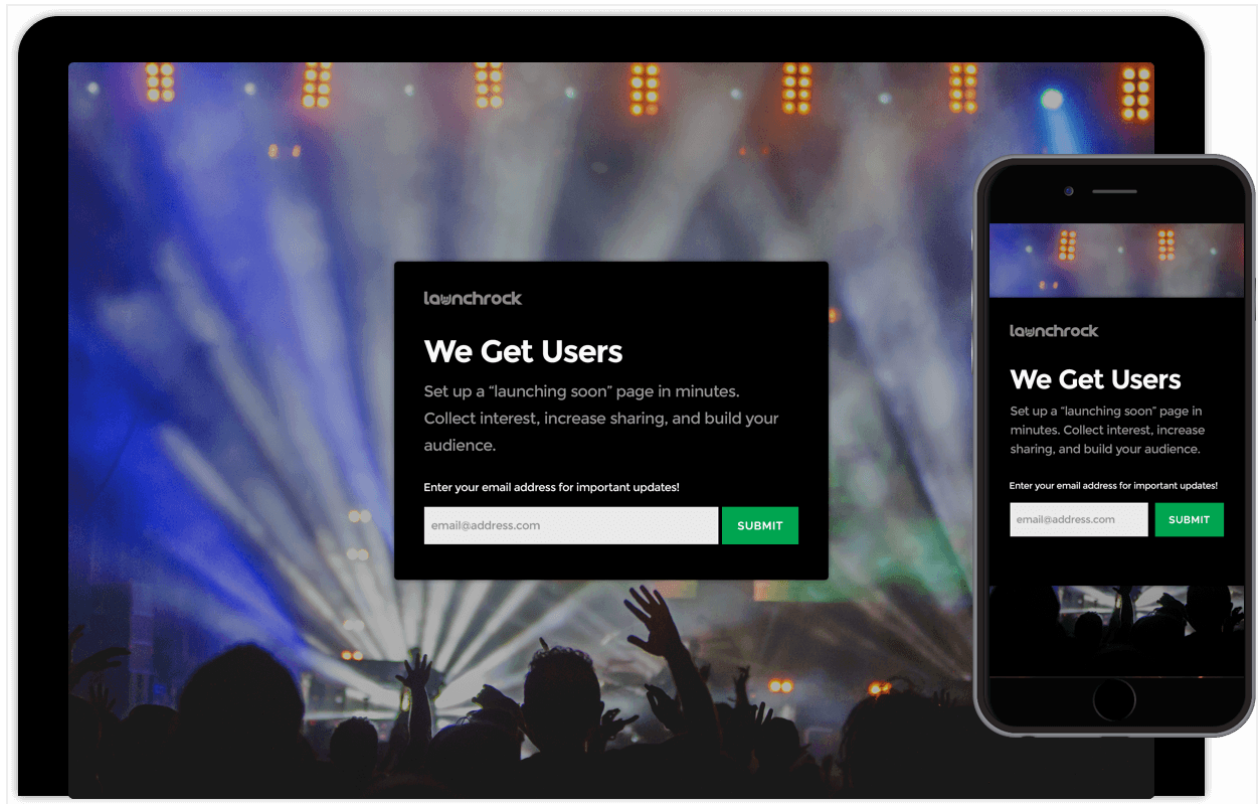 launchrock
We Get Users
Set up a “launching soon” page in minutes.
Collect interest, increase sharing, and build your
audience.
Enter your email address for important updates!
email@address.com
SUBMIT
launchrock
We Get Users
Set up a “launching soon” page in
minutes. Collect interest, increase
sharing, and build your audience.
Enter your email address for important updates!
email@address.com
SUBMIT